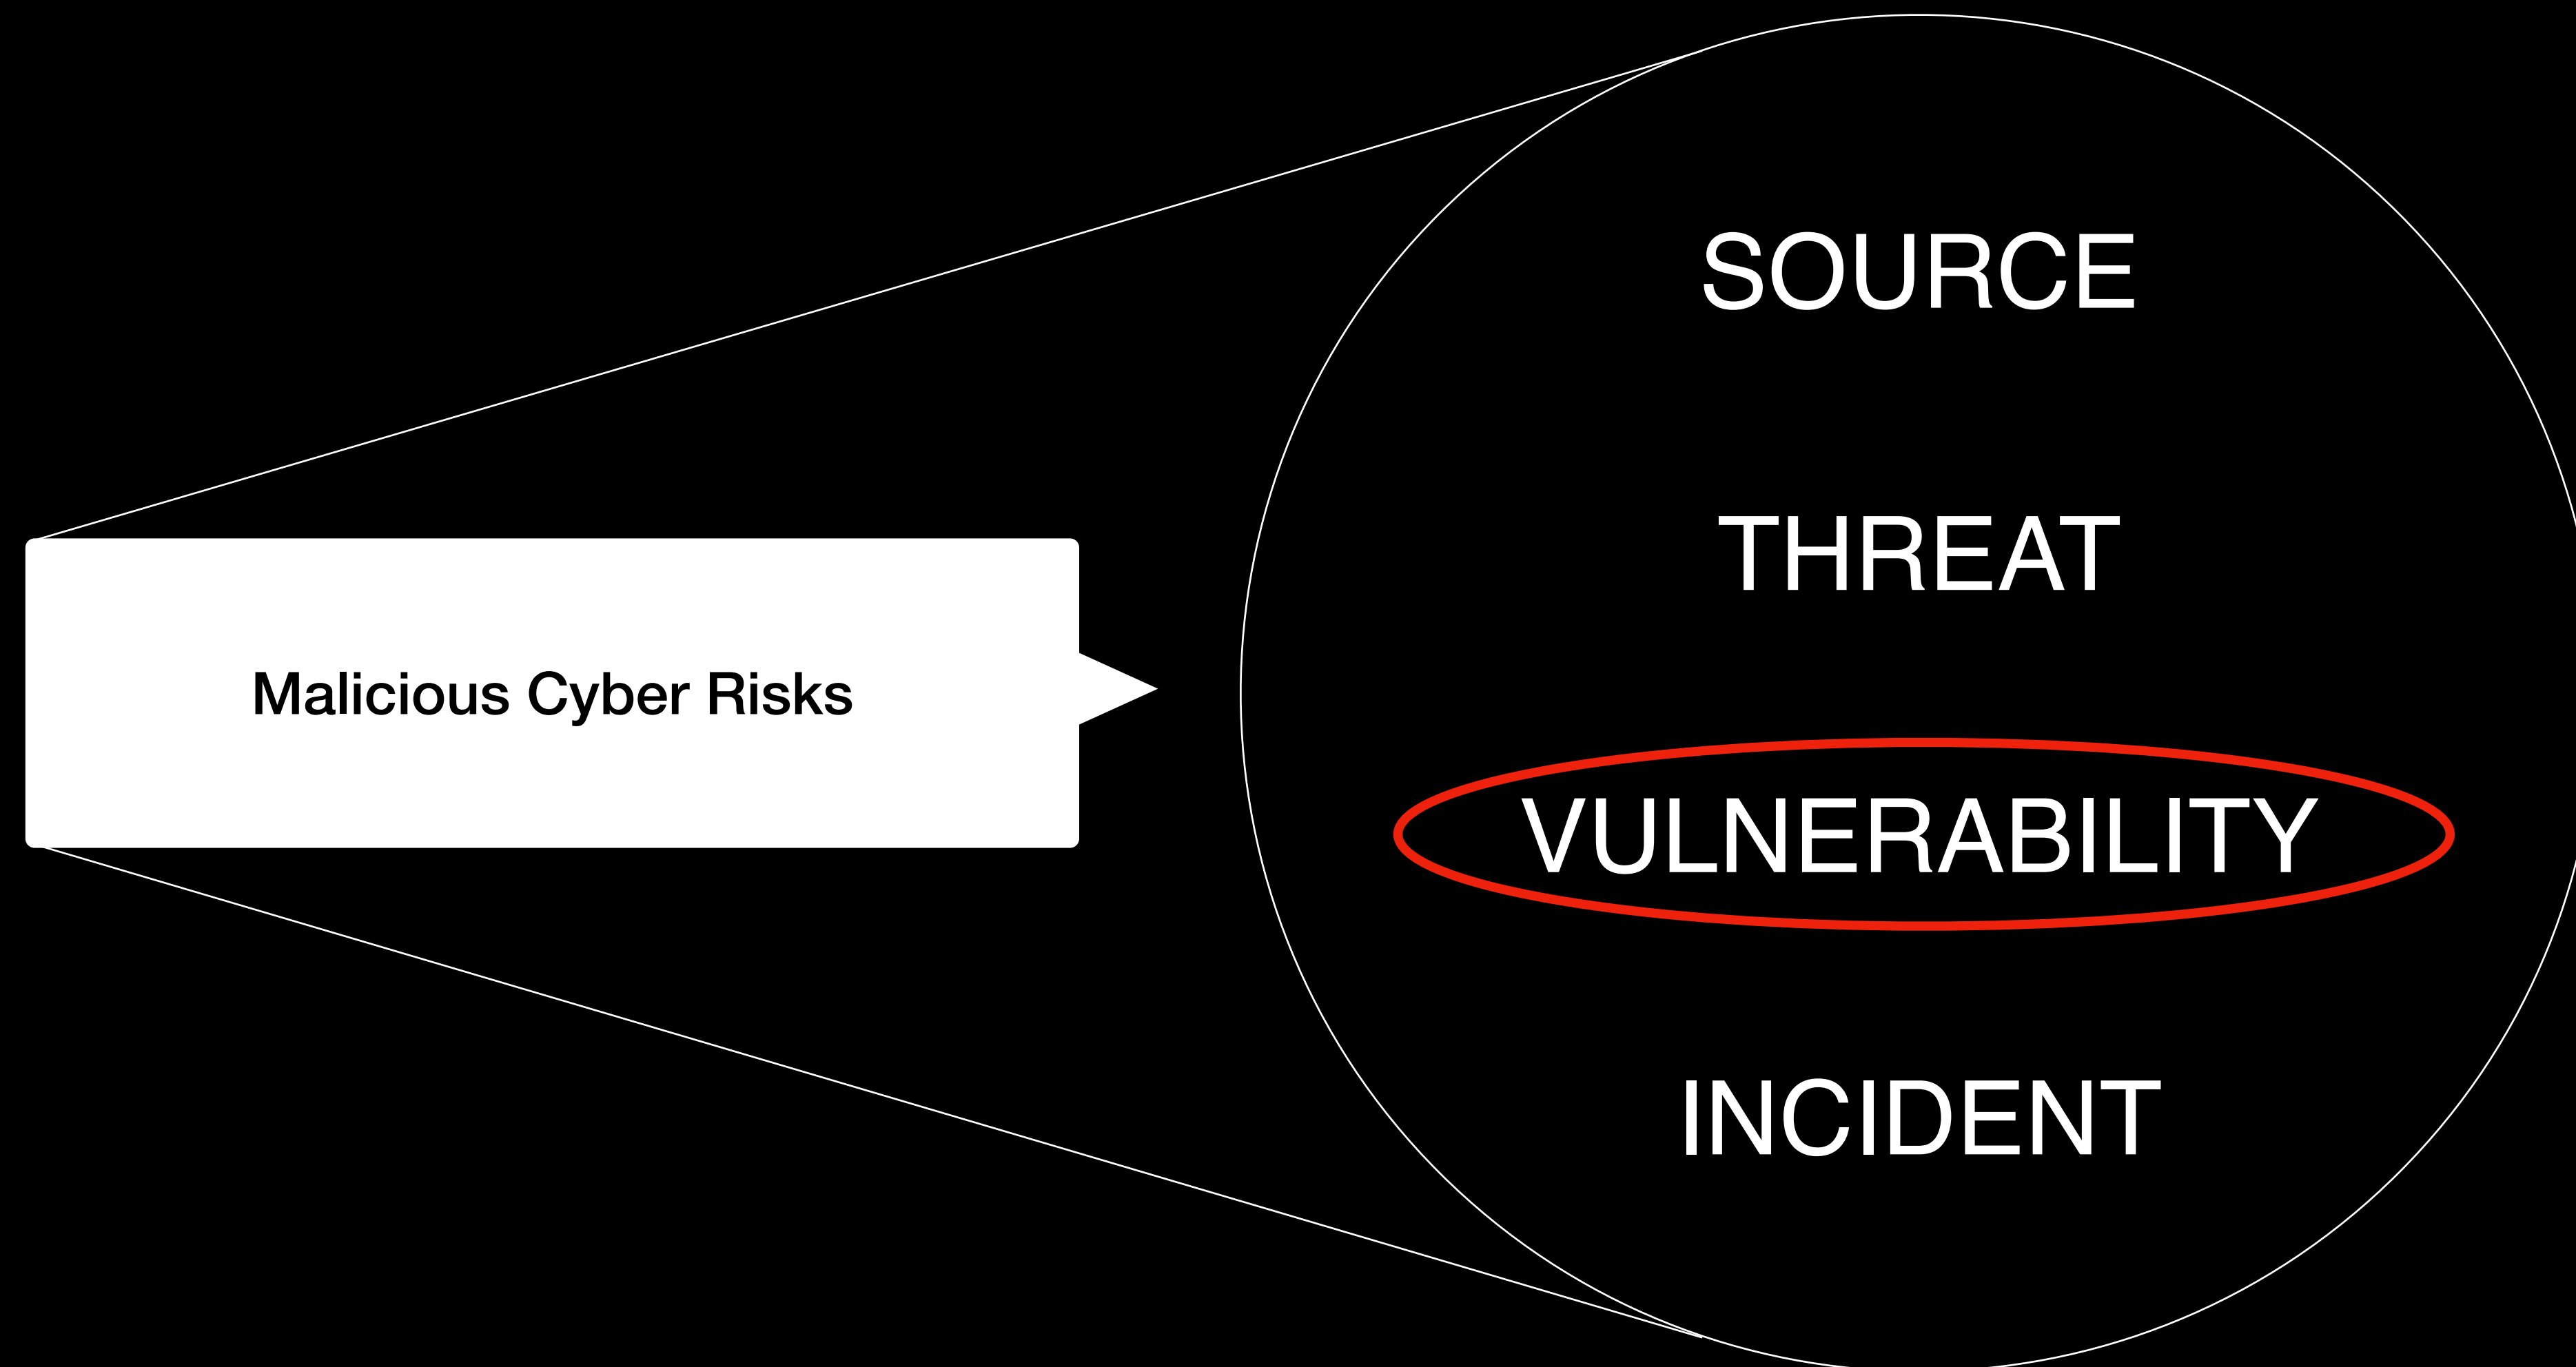 Malicious Cyber Risks
SOURCE
THREAT
VULNERABILITY
INCIDENT